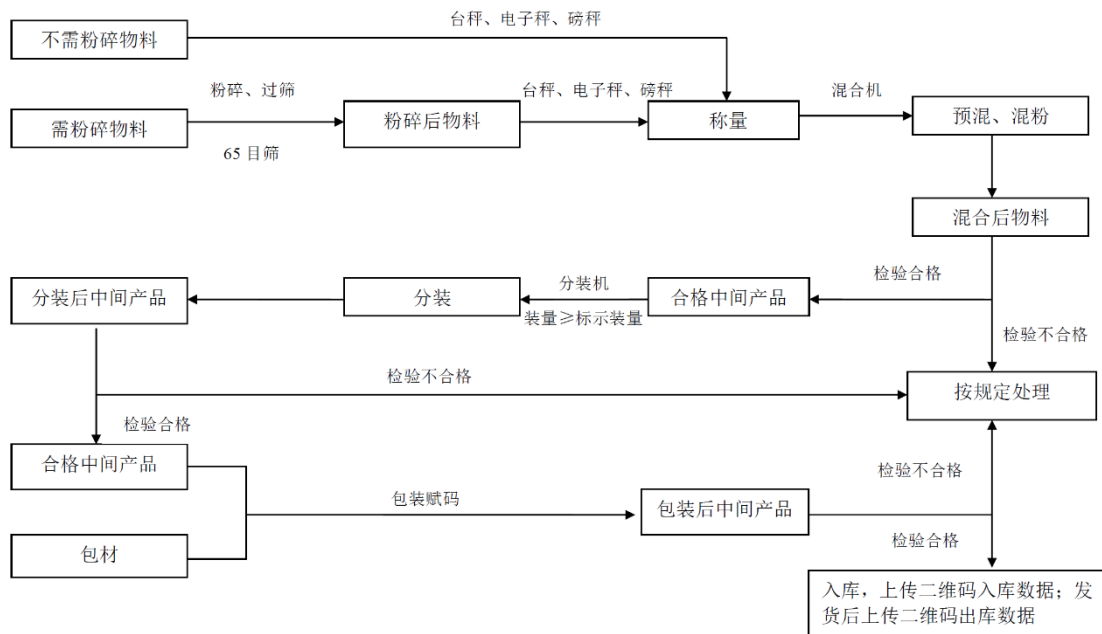 台秤、电子秤、磅秤
不需粉碎物料
粉碎、过筛
台秤、电子秤、磅秤
混合机
需粉碎物料
粉碎后物料
称量
预混、混粉
65 目筛
混合后物料
检验合格
分装后中间产品
分装
分装机
合格中间产品
装量≥标示装量
检验不合格
检验不合格
按规定处理
检验合格
合格中间产品
检验不合格
包装赋码
包装后中间产品
包材
检验合格
入库，上传二维码入库数据；发
货后上传二维码出库数据